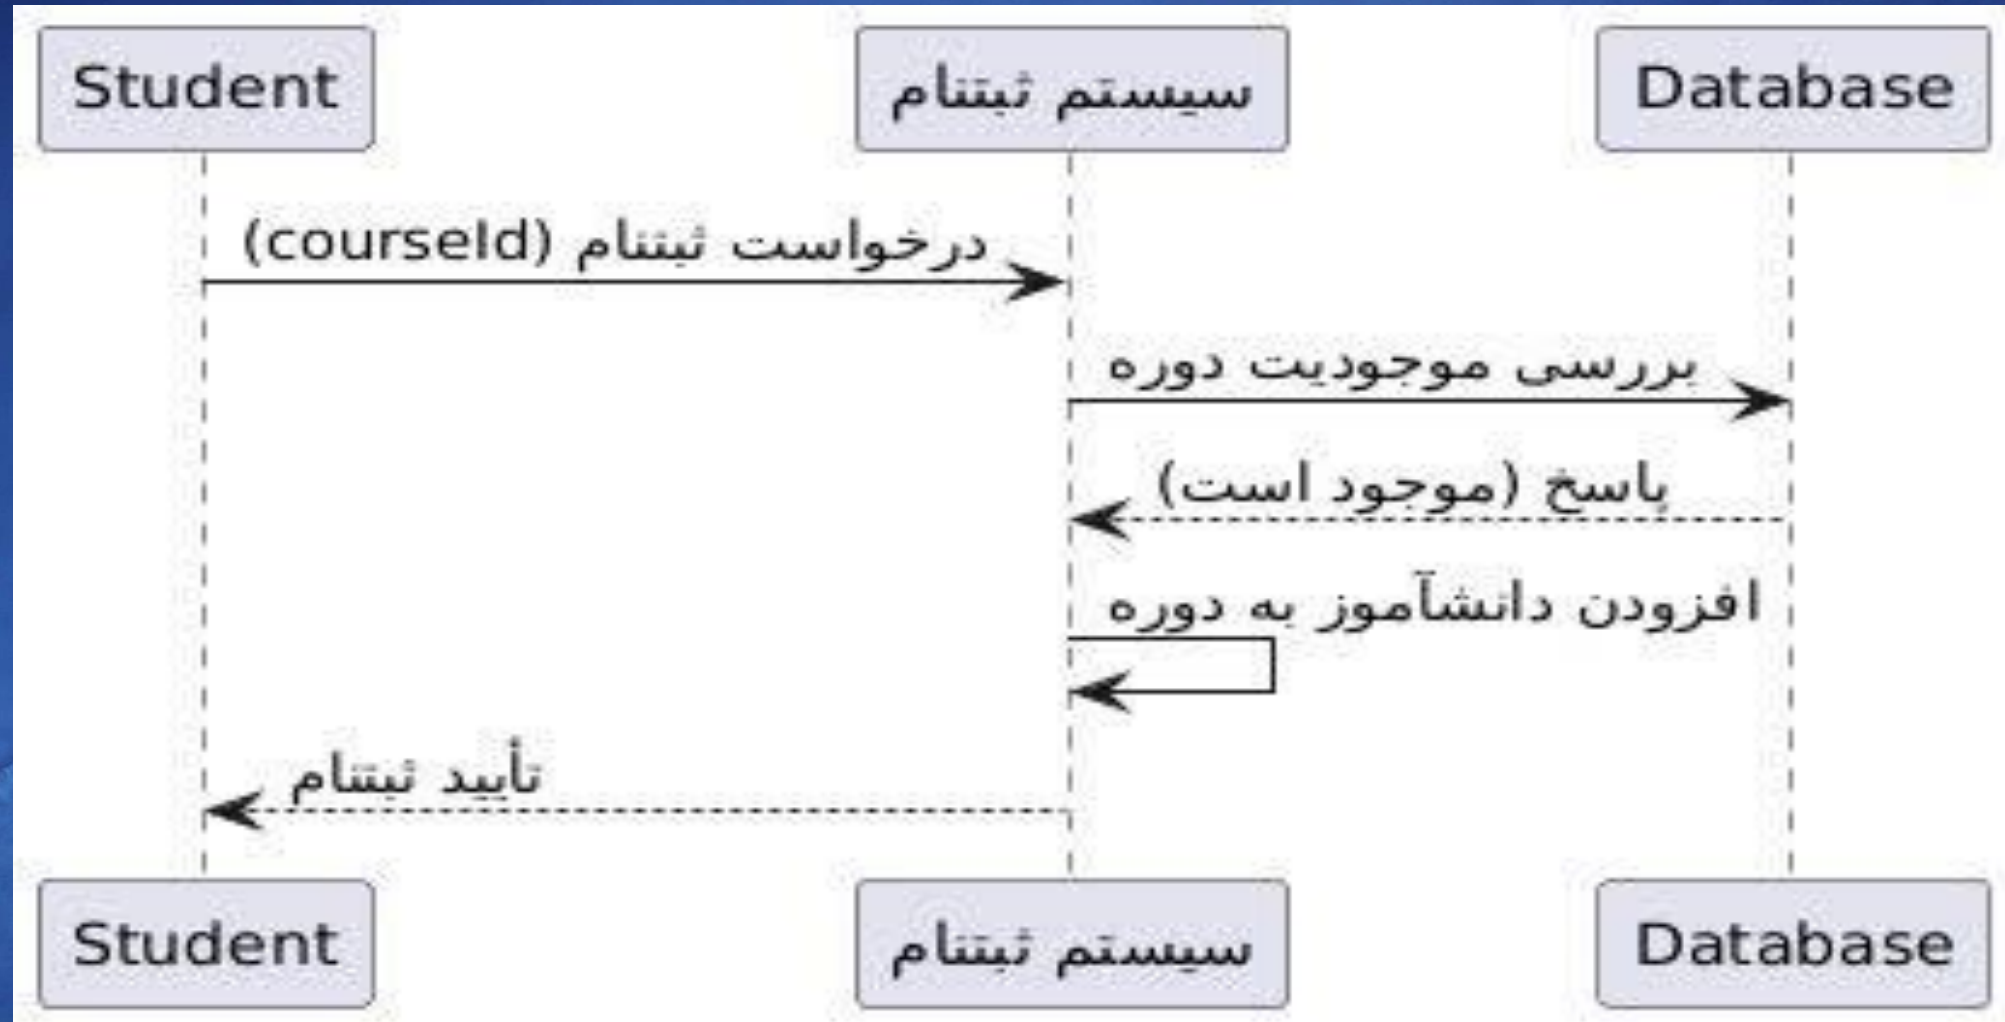 Student
سیستم ثبتنام
Database
درخواست ثبتنام (courseId)
بررسی موجودیت دوره
پاسخ (موجود است)
افزودن دانشآموز به دوره
تأیید ثبتنام
Student
سیستم ثبتنام
Database